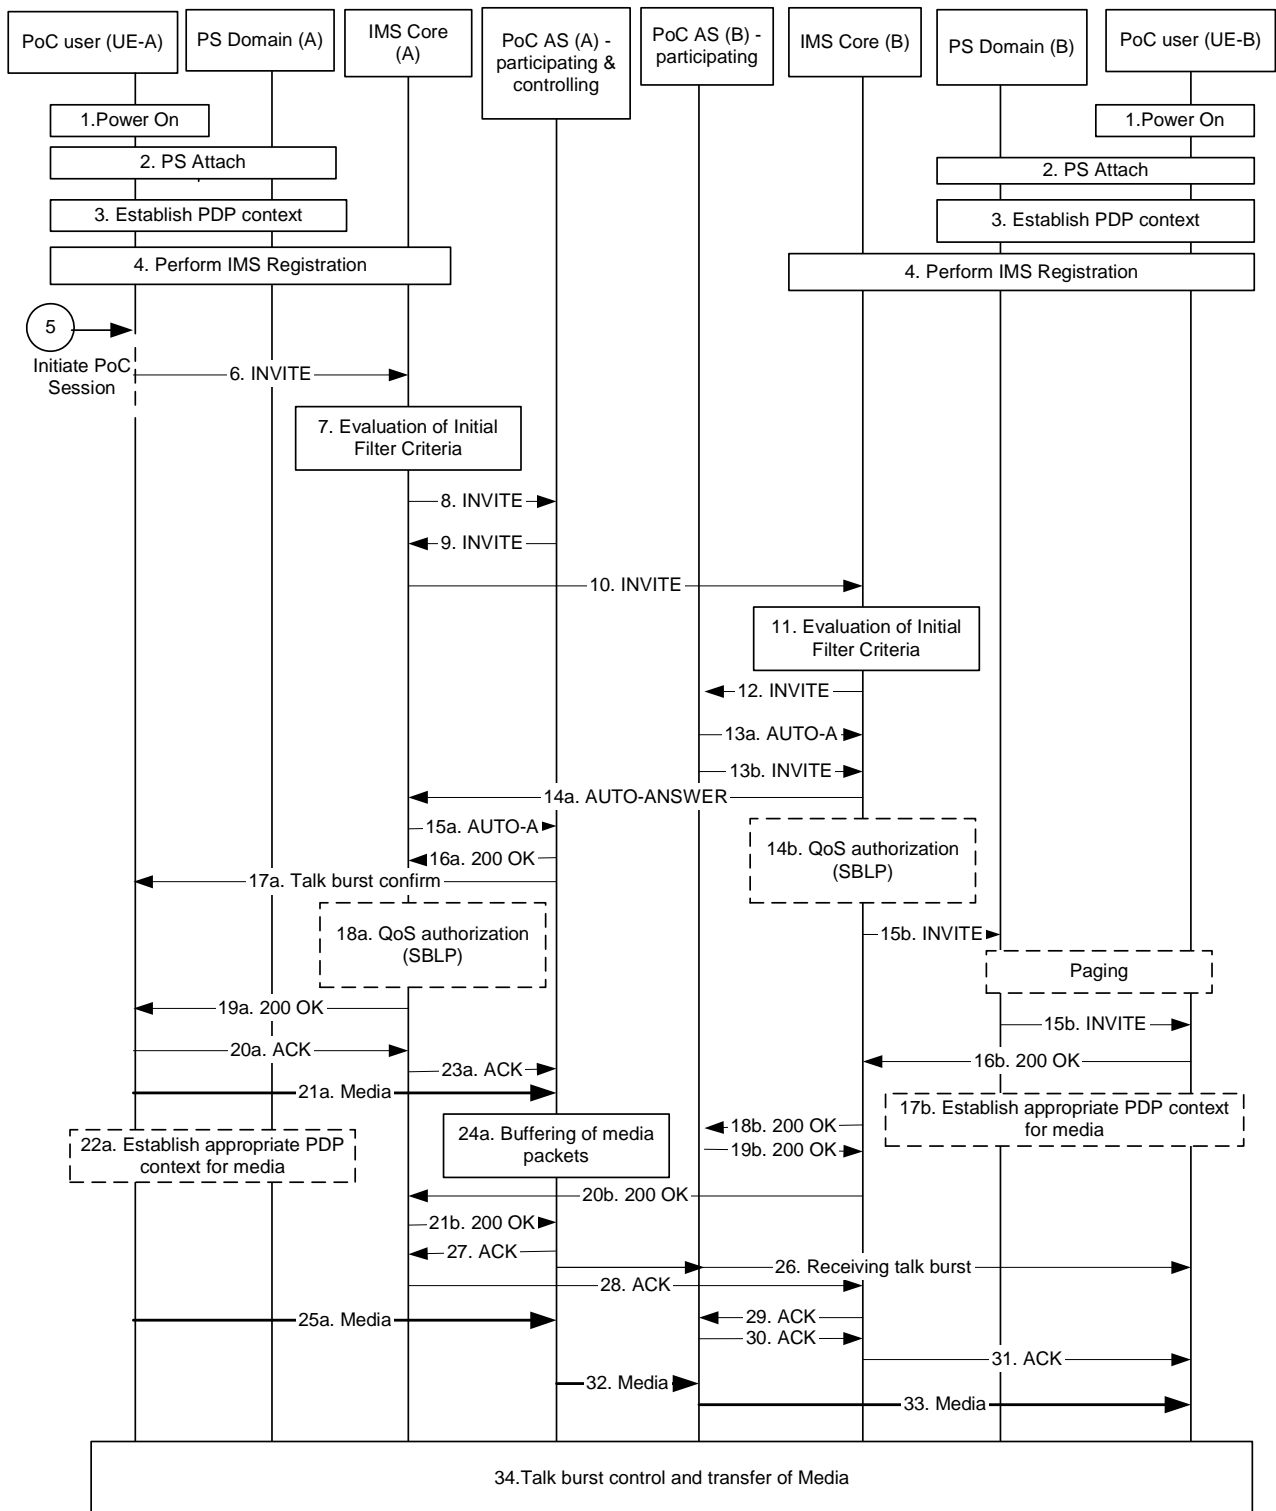 PoC user (UE-A)
PS Domain (A)
IMS Core
(A)
PoC AS (A) -
participating &
controlling
PoC AS (B) -
participating
IMS Core (B)
PS Domain (B)
PoC user (UE-B)
1.Power On
1.Power On
2. PS Attach
2. PS Attach
3. Establish PDP context
3. Establish PDP context
4. Perform IMS Registration
4. Perform IMS Registration
5
Initiate PoC
Session
6. INVITE
7. Evaluation of Initial
Filter Criteria
8. INVITE
9. INVITE
10. INVITE
11. Evaluation of Initial
Filter Criteria
12. INVITE
13a. AUTO-A
13b. INVITE
14a. AUTO-ANSWER
15a. AUTO-A
14b. QoS authorization
(SBLP)
16a. 200 OK
17a. Talk burst confirm
18a. QoS authorization
(SBLP)
15b. INVITE
Paging
19a. 200 OK
15b. INVITE
20a. ACK
16b. 200 OK
23a. ACK
21a. Media
17b. Establish appropriate PDP context
for media
18b. 200 OK
22a. Establish appropriate PDP
context for media
24a. Buffering of media
packets
19b. 200 OK
20b. 200 OK
21b. 200 OK
27. ACK
26. Receiving talk burst
28. ACK
25a. Media
29. ACK
30. ACK
31. ACK
32. Media
33. Media
34.Talk burst control and transfer of Media